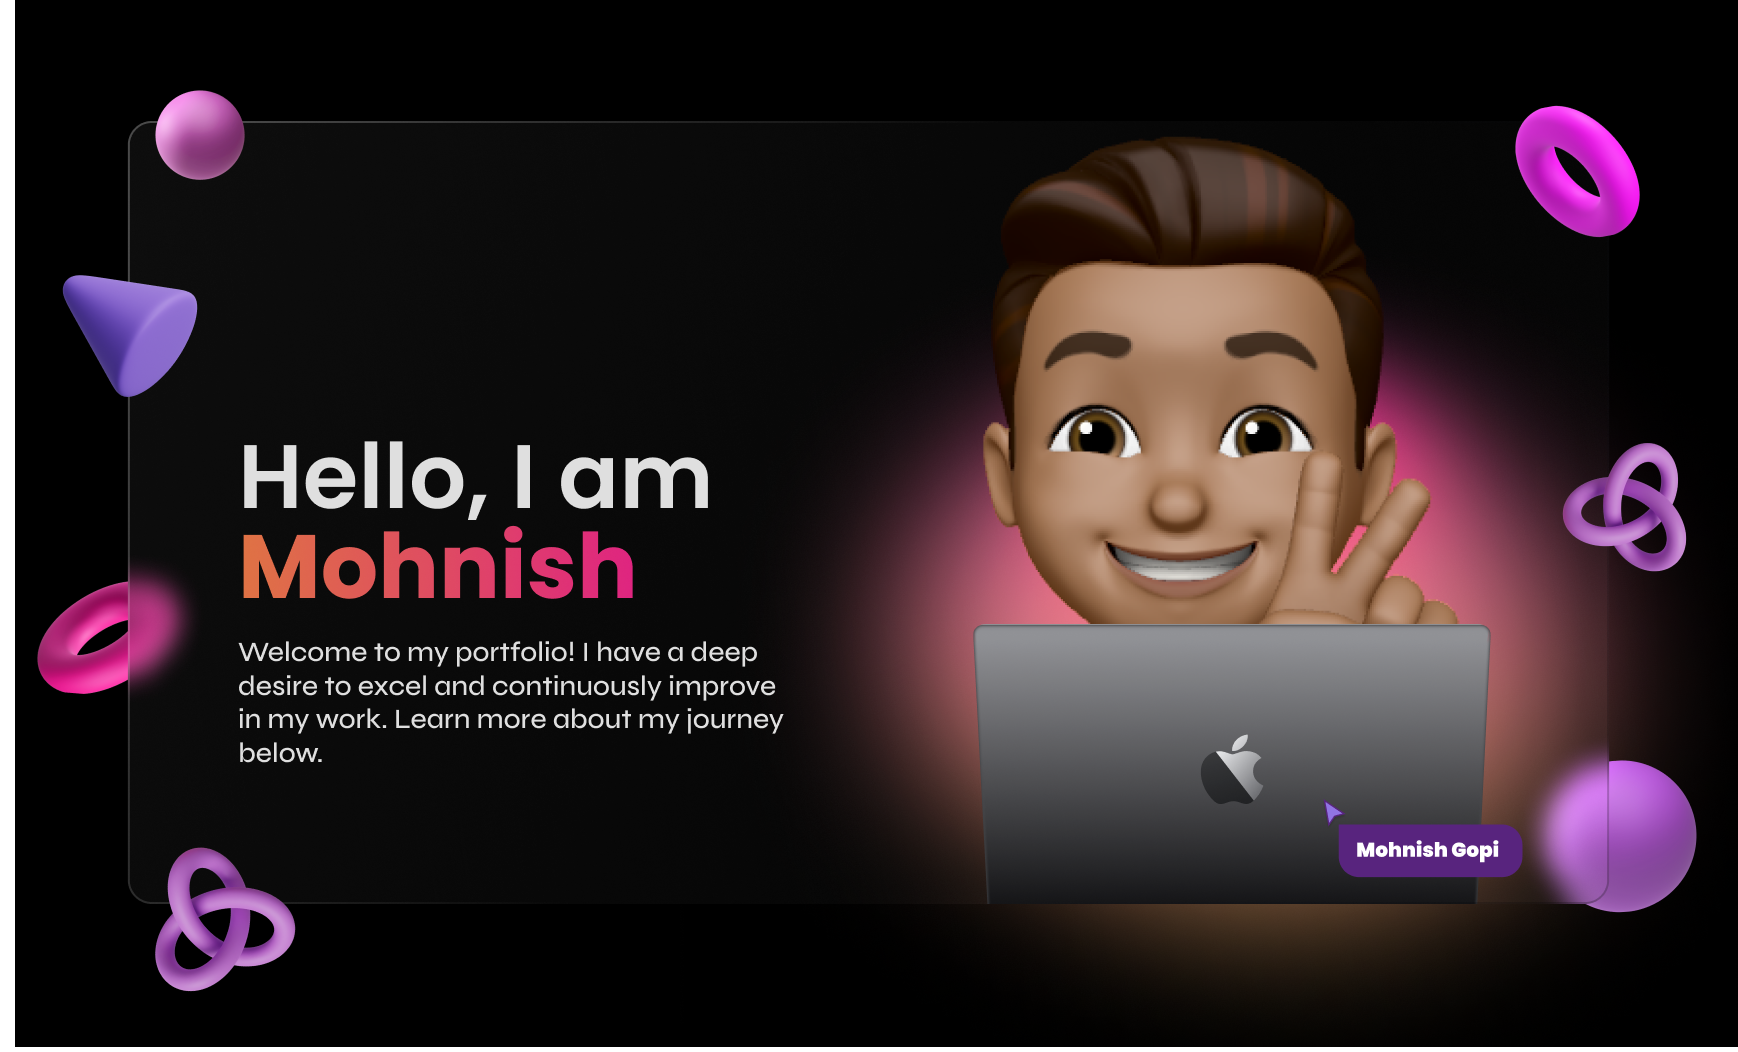 Hello, I am
Mohnish
Welcome to my portfolio! I have a deep
desire to excel and continuously improve
in my work. Learn more about my journey
below.
Mohnish Gopi